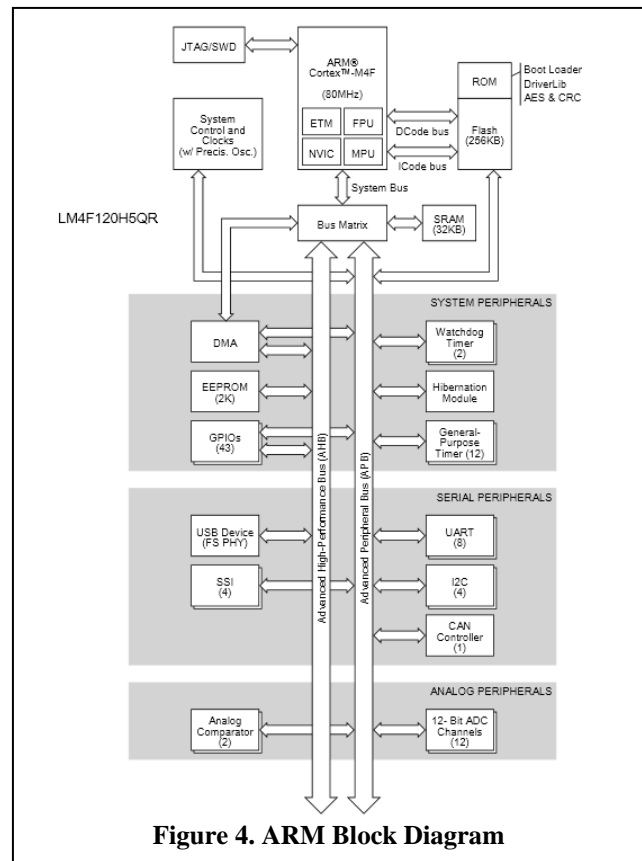 JTAG/SWD
ARM®
Cortex™-M4F
(80MHz)
ETM
FPU
NVIC
MPU
System
Control and
Clocks
(w/ Precis. Osc.)
DCode bus
ICode bus
ROM
Flash
(256KB)
Boot Loader
DriverLib
AES & CRC
System Bus
LM4F120H5QR
Bus Matrix
SRAM
(32KB)
SYSTEM PERIPHERALS
DMA
Watchdog
Timer
(2)
EEPROM
(2K)
Hibernation
Module
GPIOs
(43)
General-
Purpose
Timer (12)
Advanced High-Performance Bus (AHB)
Advanced Peripheral Bus (APB)
SERIAL PERIPHERALS
USB Device
(FS PHY)
UART
(8)
SSI
(4)
I2C
(4)
CAN
Controller
(1)
ANALOG PERIPHERALS
Analog
Comparator
(2)
12- Bit ADC
Channels
(12)
Figure 4. ARM Block Diagram